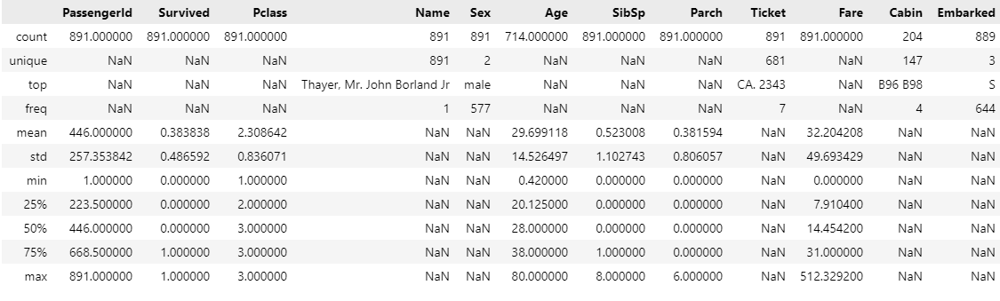 PassengerId Survived Pclass Name Sex Age SibSp Parch Ticket Fare Cabin Embarked
count 891.000000 891.000000 891.000000 891 891 714.000000 891.000000 891.000000 891 891.000000 204 889
unique NaN NaN NaN 891 2 NaN NaN NaN 681 NaN 147 3
top NaN NaN NaN Thayer, Mr. John Borland Jr male NaN NaN NaN CA. 2343 NaN B96 B98 S
freq NaN NaN NaN 1 577 NaN NaN NaN 7 NaN 4 644
mean 446.000000 0.383838 2.308642 NaN NaN 29.699118 0.523008 0.381594 NaN 32.204208 NaN NaN
std 257.353842 0.486592 0.836071 NaN NaN 14.526497 1.102743 0.806057 NaN 49.693429 NaN NaN
min 1.000000 0.000000 1.000000 NaN NaN 0.420000 0.000000 0.000000 NaN 0.000000 NaN NaN
25% 223.500000 0.000000 2.000000 NaN NaN 20.125000 0.000000 0.000000 NaN 7.910400 NaN NaN
50% 446.000000 0.000000 3.000000 NaN NaN 28.000000 0.000000 0.000000 NaN 14.454200 NaN NaN
75% 668.500000 1.000000 3.000000 NaN NaN 38.000000 1.000000 0.000000 NaN 31.000000 NaN NaN
max 891.000000 1.000000 3.000000 NaN NaN 80.000000 8.000000 6.000000 NaN 512.329200 NaN NaN